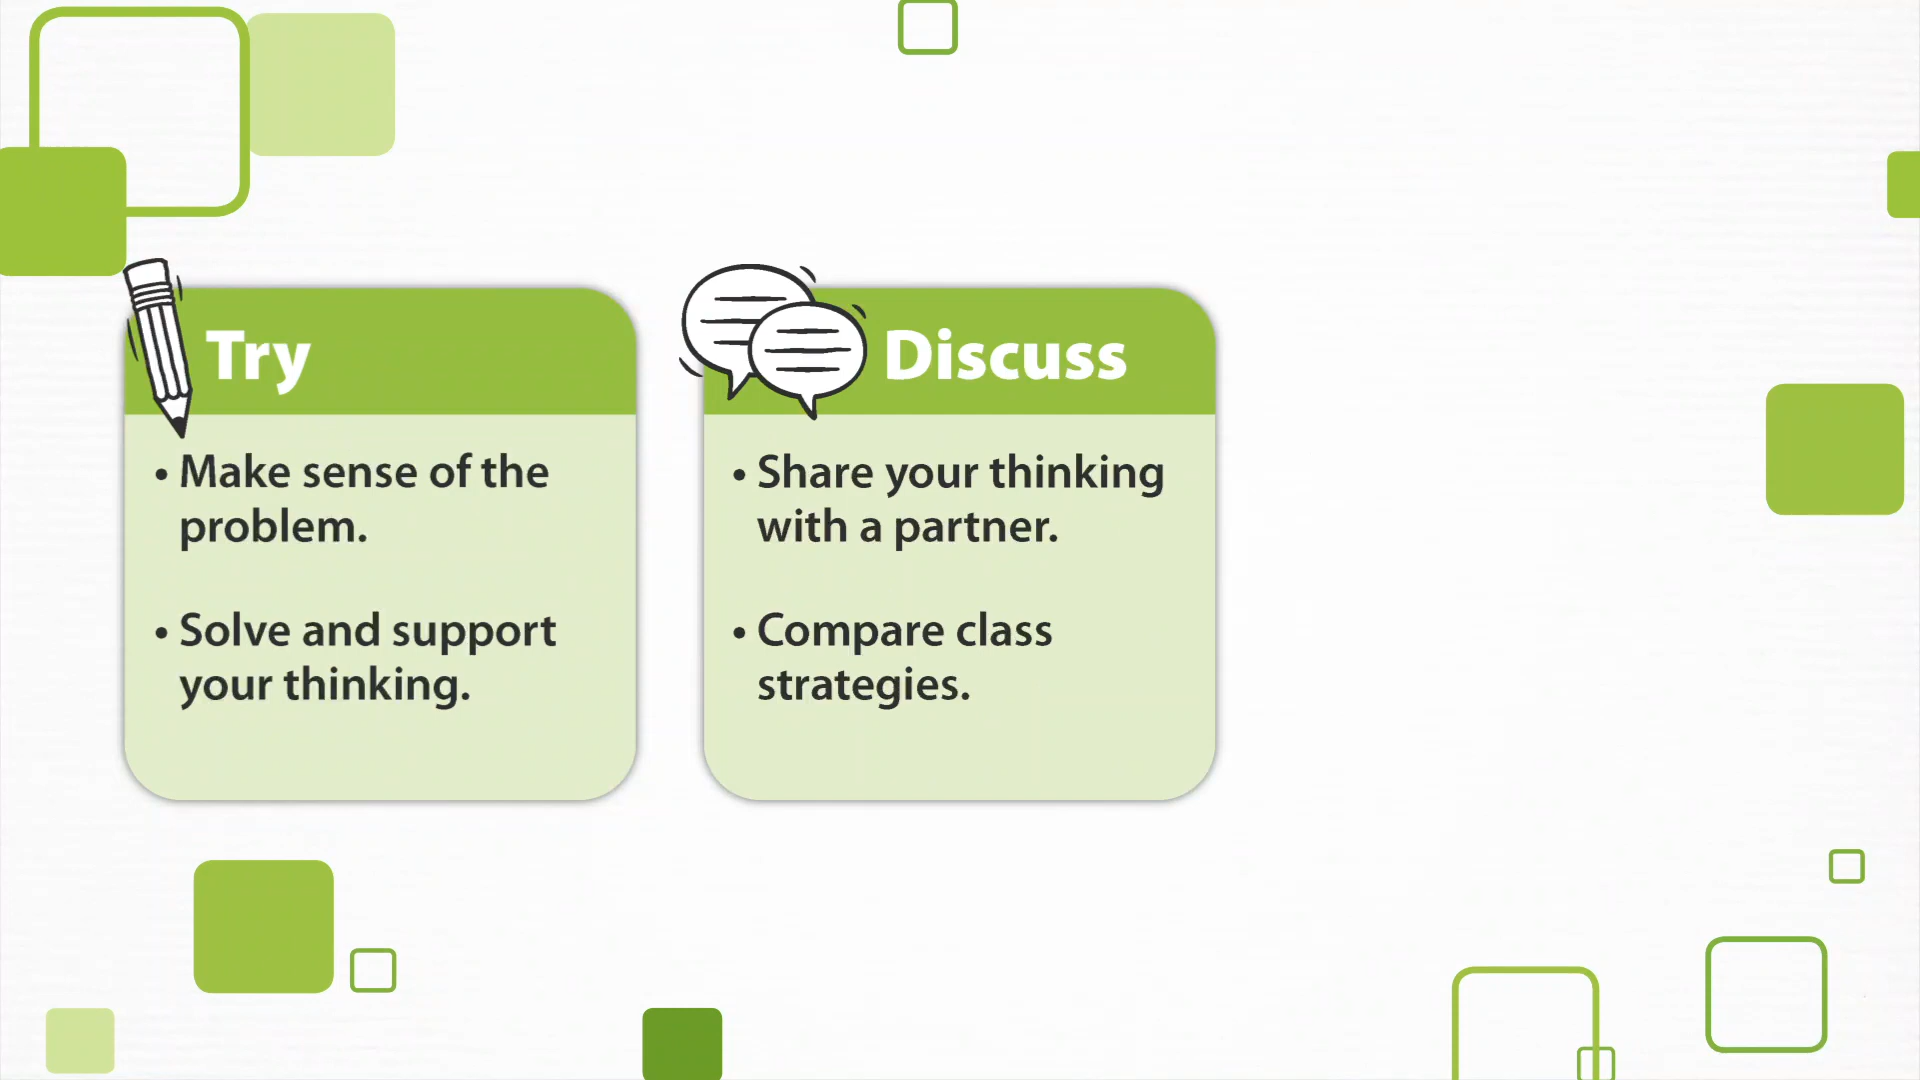 Try
• Make sense of the
problem.
• Solve and support
your thinking.
Discuss
• Share your thinking
with a partner.
• Compare class
strategies.